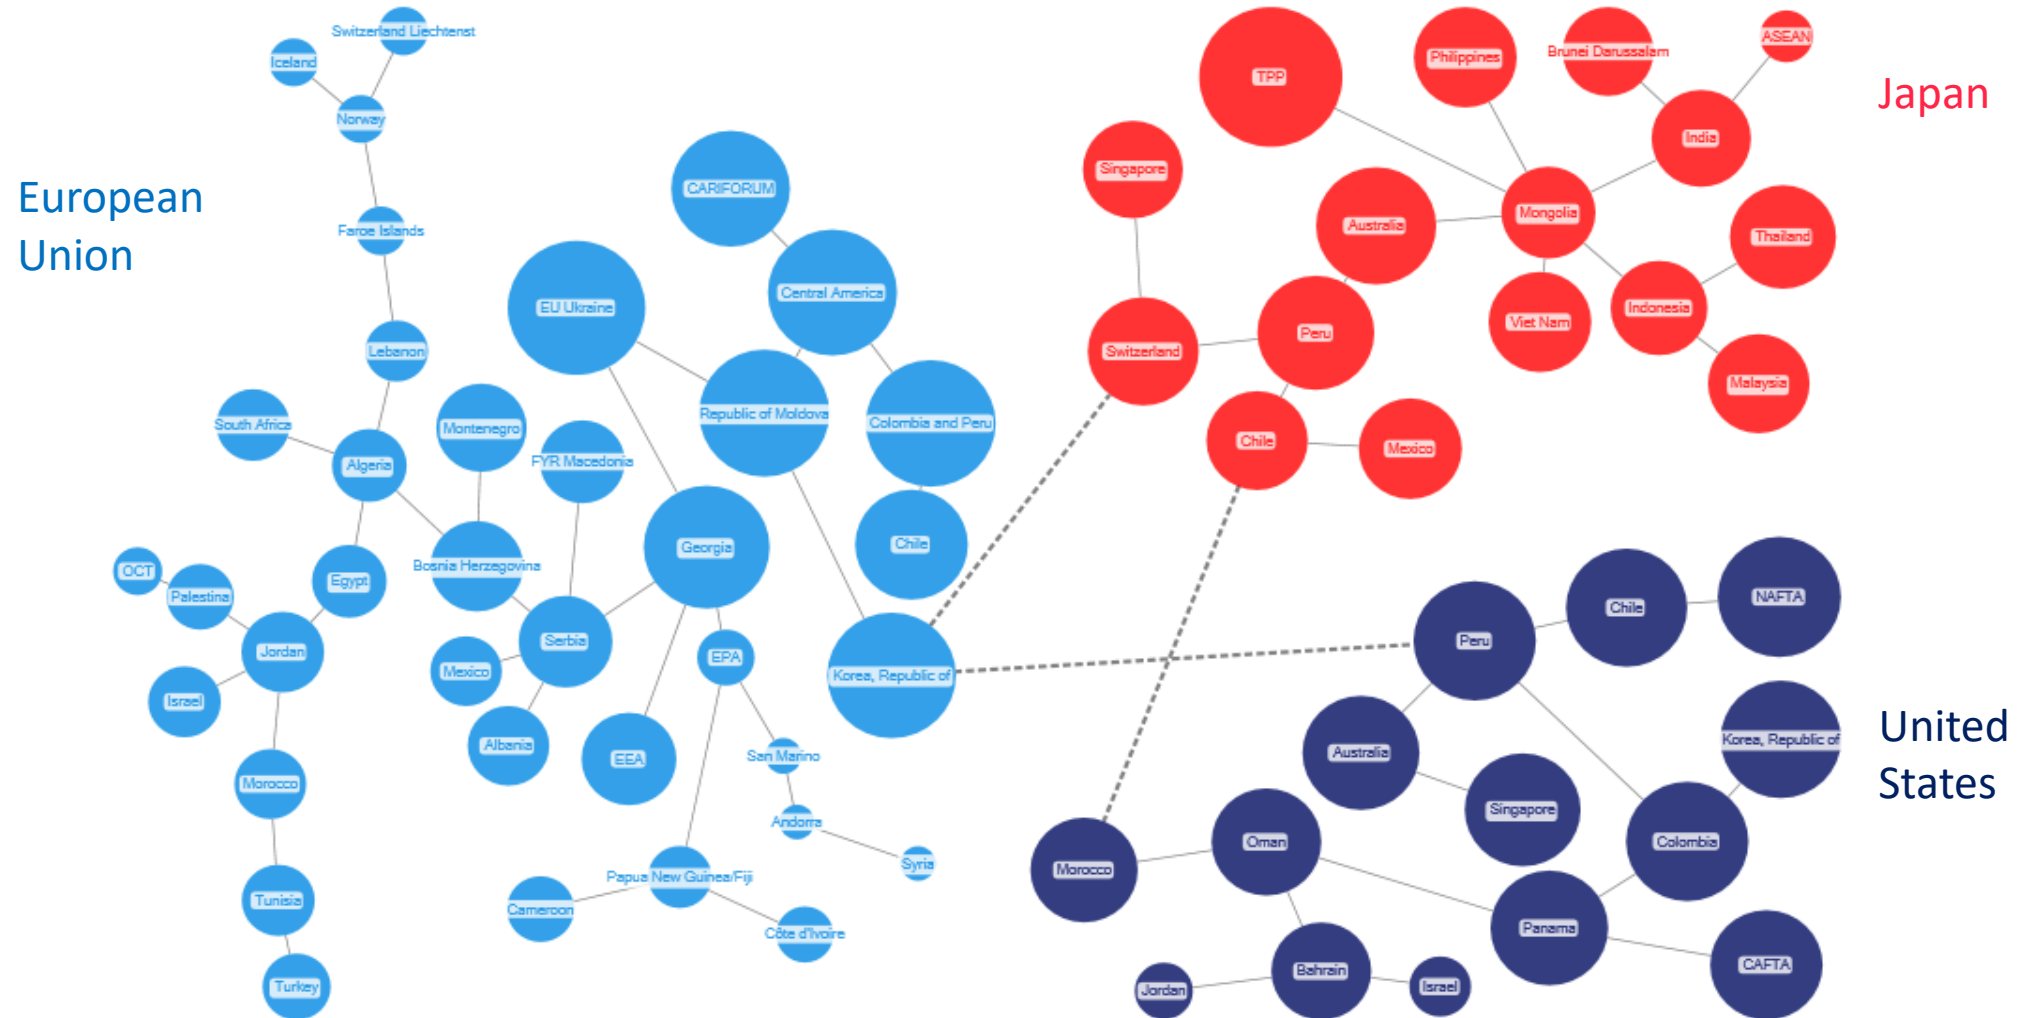 European
Union
Switzerland Liechtenst
Iceland
Norway
Faroe Islands
Lebanon
South Africa
Algeria
Montenegro
FYR Macedonia
Bosnia Herzegovina
Egypt
OCT
Palestina
Jordan
Israel
Morocco
Tunisia
Turkey
Serbia
Mexico
Albania
EU Ukraine
CARIFORUM
Central America
Republic of Moldova
Colombia and Peru
Chile
Georgia
EPA
EEA
Korea, Republic of
San Marino
Andorra
Syria
Papua New Guinea/Fiji
Cameroon
Côte d'Ivoire
Japan
TPP
Philippines
Brunei Darussalam
ASEAN
India
Singapore
Australia
Mongolia
Thailand
Viet Nam
Indonesia
Malaysia
Peru
Switzerland
Chile
Mexico
United
States
Peru
Chile
NAFTA
Korea, Republic of
Australia
Singapore
Colombia
Oman
Morocco
Panama
CAFTA
Bahrain
Jordan
Israel